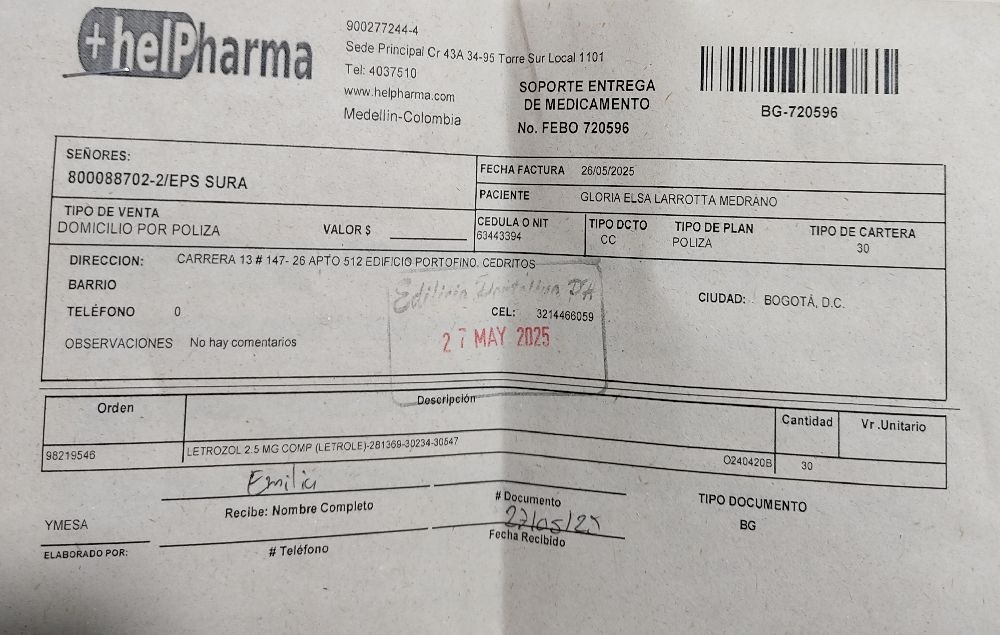 +helPharma
900277244-4
Sede Principal Cr 43A 34-95 Torre Sur Local 1101
Tel: 4037510
www.helpharma.com
Medellin-Colombia
SOPORTE ENTREGA
DE MEDICAMENTO
No. FEBO 720596
BG-720596
SEÑORES:
800088702-2/EPS SURA
FECHA FACTURA 26/05/2025
PACIENTE GLORIA ELSA LARROTTA MEDRANO
TIPO DE VENTA
DOMICILIO POR POLIZA VALOR $
CEDULA O NIT
63443394
TIPO DCTO
CC
TIPO DE PLAN
POLIZA
TIPO DE CARTERA
30
DIRECCION: CARRERA 13 # 147- 26 APTO 512 EDIFICIO PORTOFINO. CEDRITOS
BARRIO
CIUDAD: BOGOTÁ, D.C.
TELÉFONO 0 CEL: 3214466059
27 MAY 2025
OBSERVACIONES No hay comentarios
Orden Descripción Cantidad Vr .Unitario
98219546 LETROZOL 2.5 MG COMP (LETROLE)-281369-30234-30547 O240420B 30
Emilia
Recibe: Nombre Completo
# Documento
TIPO DOCUMENTO
BG
27/05/25
Fecha Recibido
YMESA
ELABORADO POR:
# Teléfono